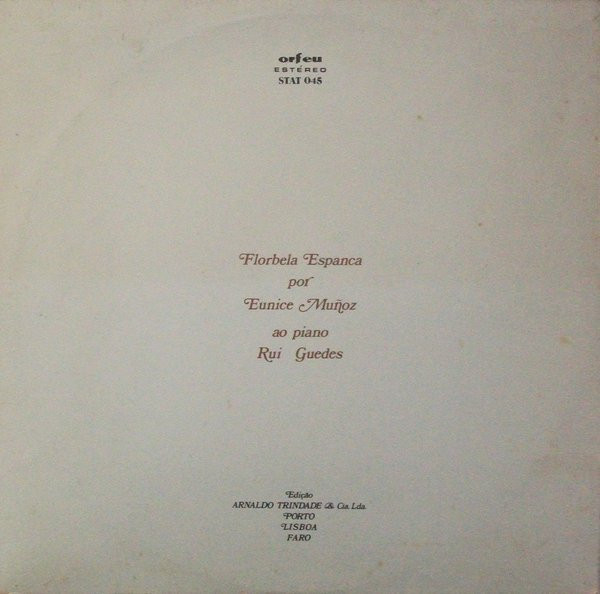 orfeu
ESTÉREO
STAT 045
Florbela Espanca
por
Eunice Muñoz
ao piano
Rui Guedes
Edição
ARNALDO TRINDADE & Cia. Lda.
PORTO
LISBOA
FARO